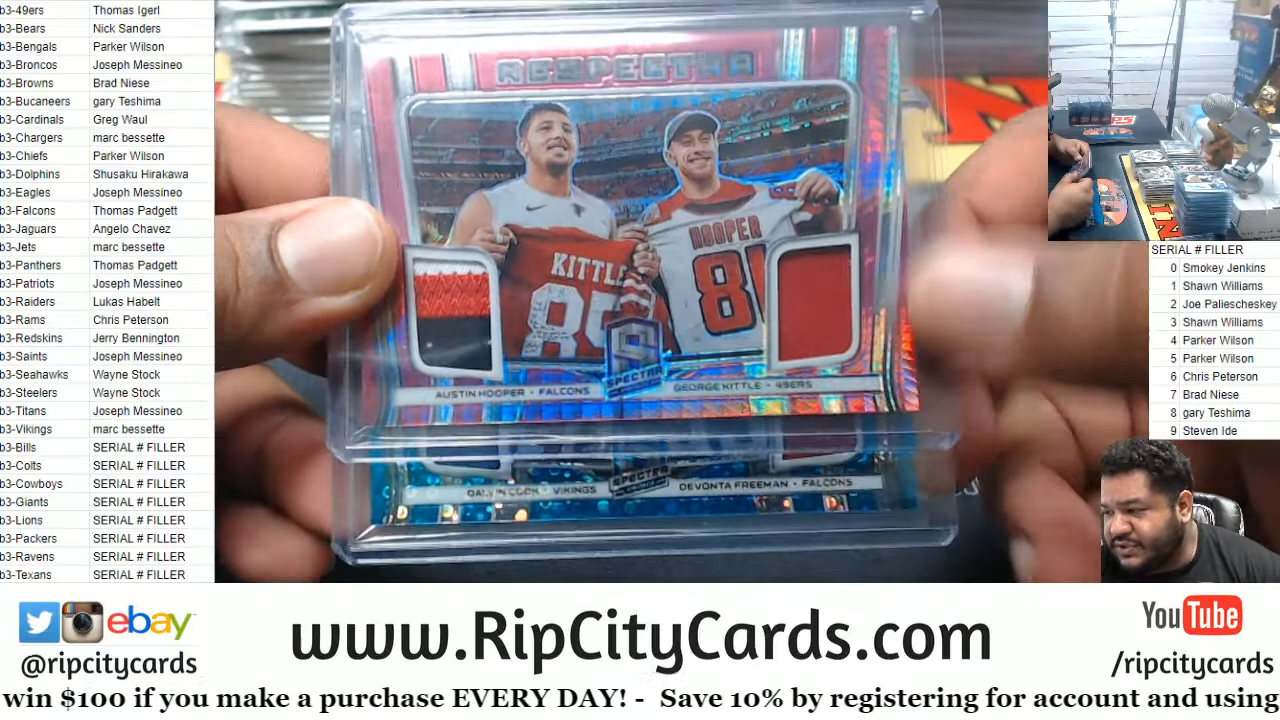 b3-49ers Thomas Igerl
b3-Bears Nick Sanders
b3-Bengals Parker Wilson
b3-Broncos Joseph Messineo
b3-Browns Brad Niese
b3-Bucaneers gary Teshima
b3-Cardinals Greg Waul
b3-Chargers marc bessette
b3-Chiefs Parker Wilson
b3-Dolphins Shusaku Hirakawa
b3-Eagles Joseph Messineo
b3-Falcons Thomas Padgett
b3-Jaguars Angelo Chavez
b3-Jets marc bessette
b3-Panthers Thomas Padgett
b3-Patriots Joseph Messineo
b3-Raiders Lukas Habelt
b3-Rams Chris Peterson
b3-Redskins Jerry Bennington
b3-Saints Joseph Messineo
b3-Seahawks Wayne Stock
b3-Steelers Wayne Stock
b3-Titans Joseph Messineo
b3-Vikings marc bessette
b3-Bills SERIAL # FILLER
b3-Colts SERIAL # FILLER
b3-Cowboys SERIAL # FILLER
b3-Giants SERIAL # FILLER
b3-Lions SERIAL # FILLER
b3-Packers SERIAL # FILLER
b3-Ravens SERIAL # FILLER
b3-Texans SERIAL # FILLER
RESPECTRA
KITTLE
85
HOOPER
81
SPECTRA
AUSTIN HOOPER • FALCONS
GEORGE KITTLE • 49ERS
SPECTRA
DALVIN COOK • VIKINGS
DEVONTA FREEMAN • FALCONS
SERIAL # FILLER
0 Smokey Jenkins
1 Shawn Williams
2 Joe Paliescheskey
3 Shawn Williams
4 Parker Wilson
5 Parker Wilson
6 Chris Peterson
7 Brad Niese
8 gary Teshima
9 Steven Ide
ebay
@ripcitycards
www.RipCityCards.com
YouTube
/ripcitycards
win $100 if you make a purchase EVERY DAY! - Save 10% by registering for account and using